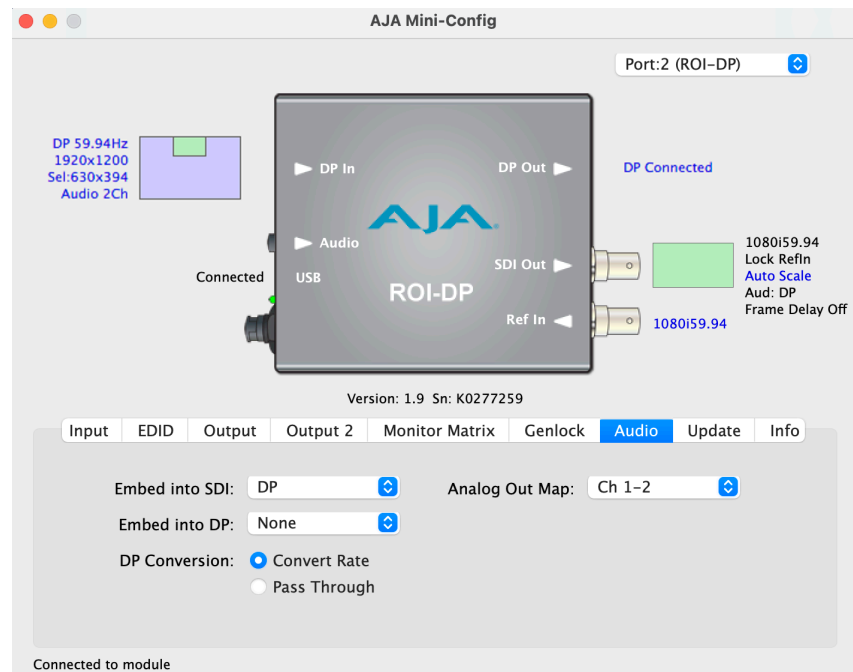 AJA Mini-Config
Port:2 (ROI-DP)
DP 59.94Hz
1920x1200
Sel:630x394
Audio 2Ch
DP In
DP Out
DP Connected
AJA
Audio
Connected
USB
SDI Out
ROI-DP
1080i59.94
Lock RefIn
Auto Scale
Aud: DP
Frame Delay Off
Ref In
1080i59.94
Version: 1.9 Sn: K0277259
Input EDID Output Output 2 Monitor Matrix Genlock Audio Update Info
Embed into SDI: DP Analog Out Map: Ch 1-2
Embed into DP: None
DP Conversion: Convert Rate
Pass Through
Connected to module